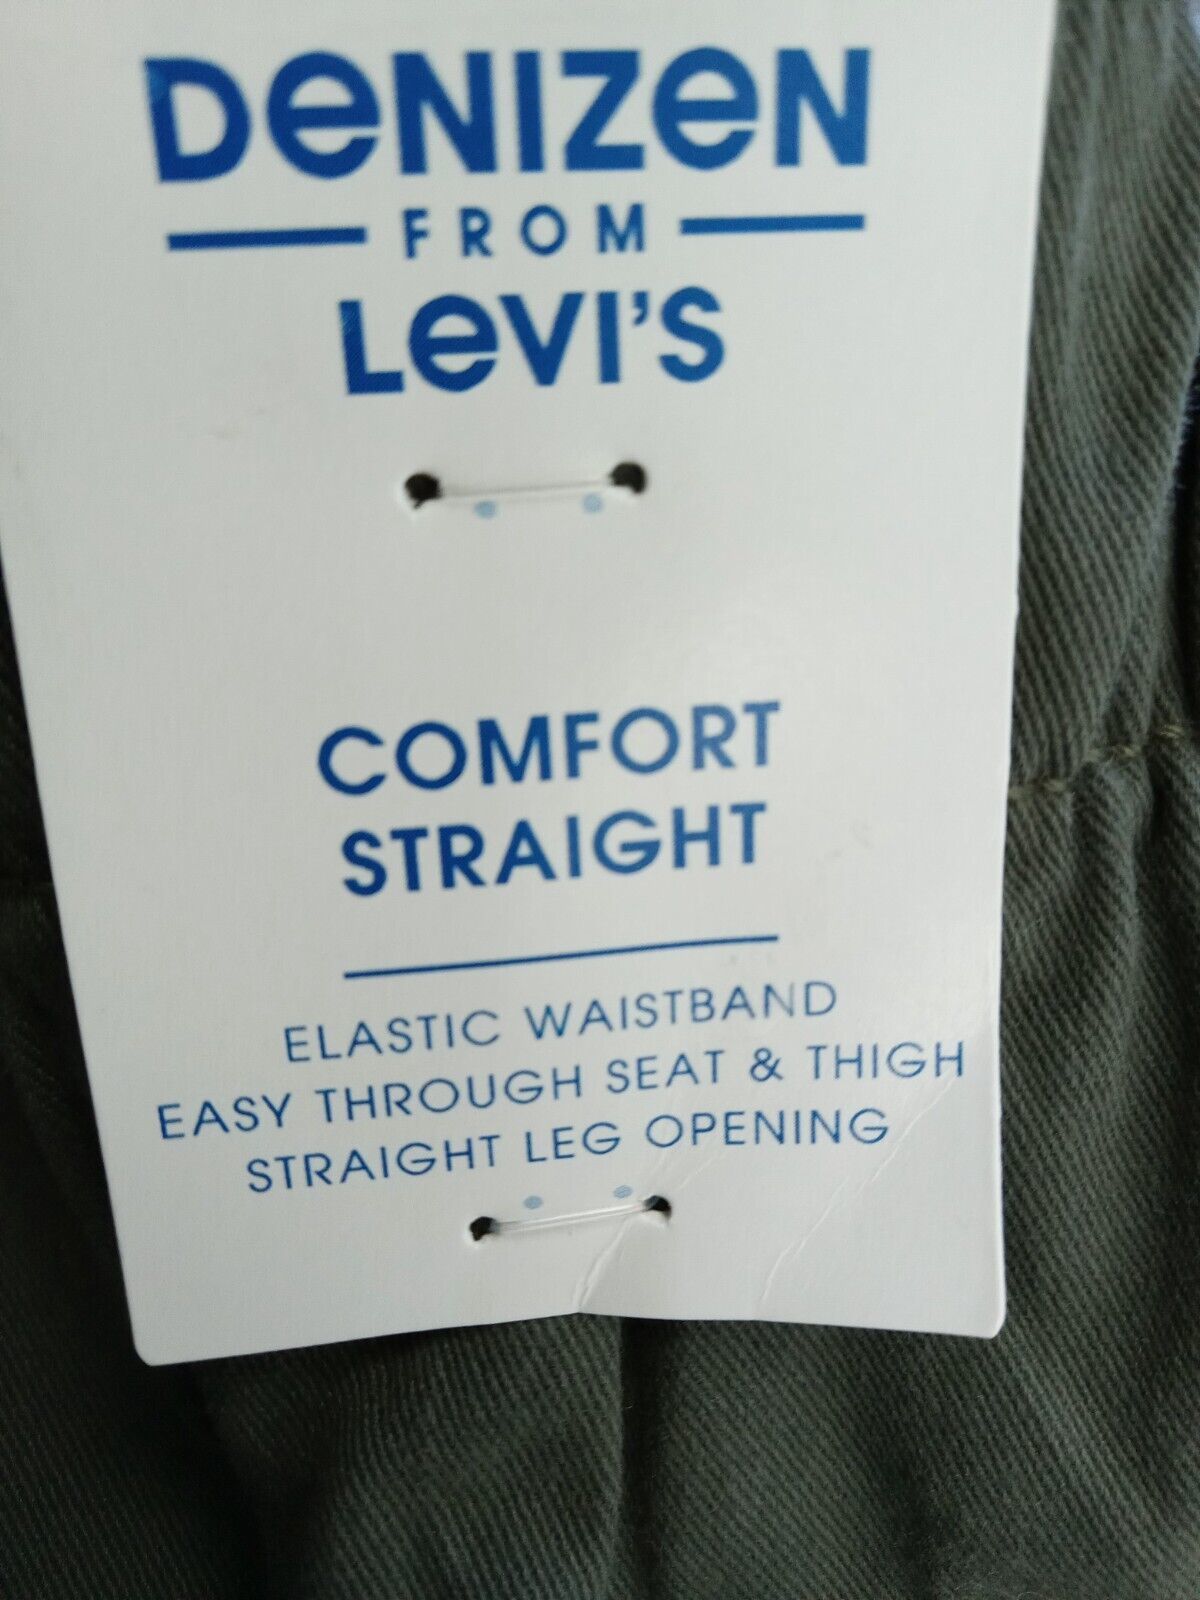 DeNIZeN
FROM
LeVI'S
COMFORT
STRAIGHT
ELASTIC WAISTBAND
EASY THROUGH SEAT & THIGH
STRAIGHT LEG OPENING